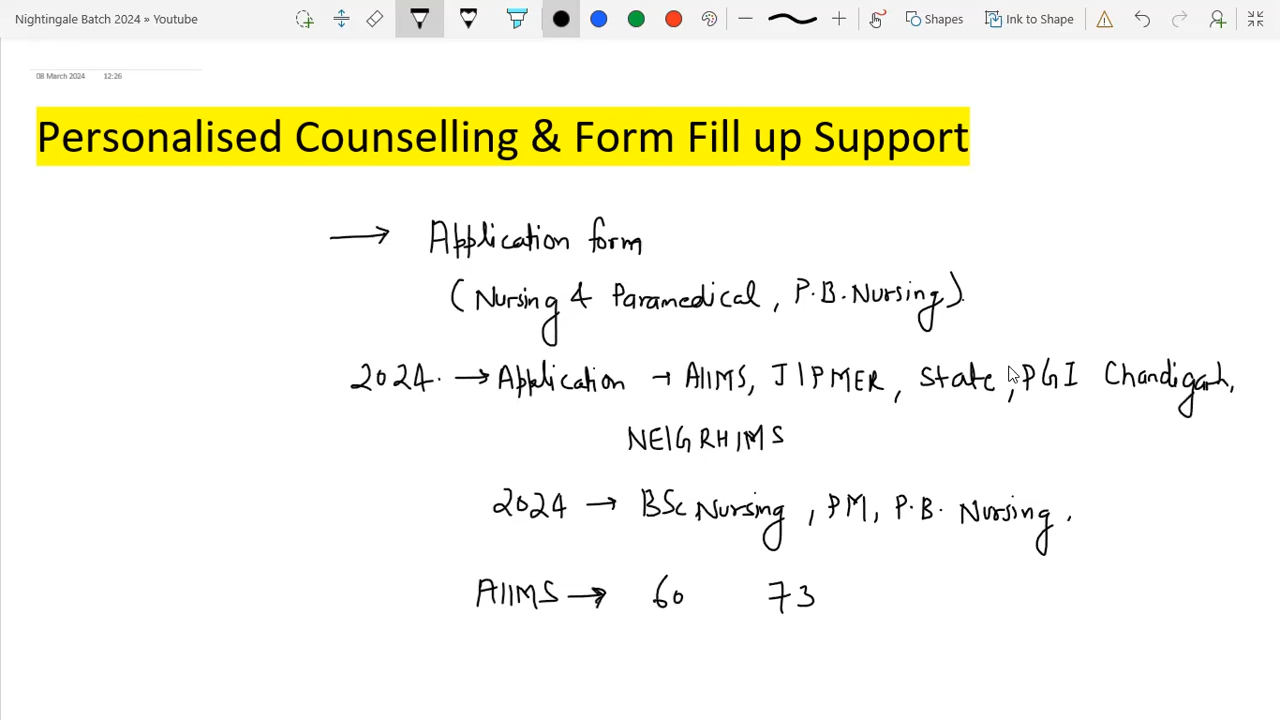 Nightingale Batch 2024 » Youtube
Shapes
Ink to Shape
08 March 2024 12:26
Personalised Counselling & Form Fill up Support
→ Application form
(Nursing & Paramedical, P.B. Nursing).
2024. → Application → AIIMS, JIPMER, State, PGI Chandigarh,
NEIGRHIMS
2024 → BSc Nursing, PM, P.B. Nursing.
AIIMS → 60 73